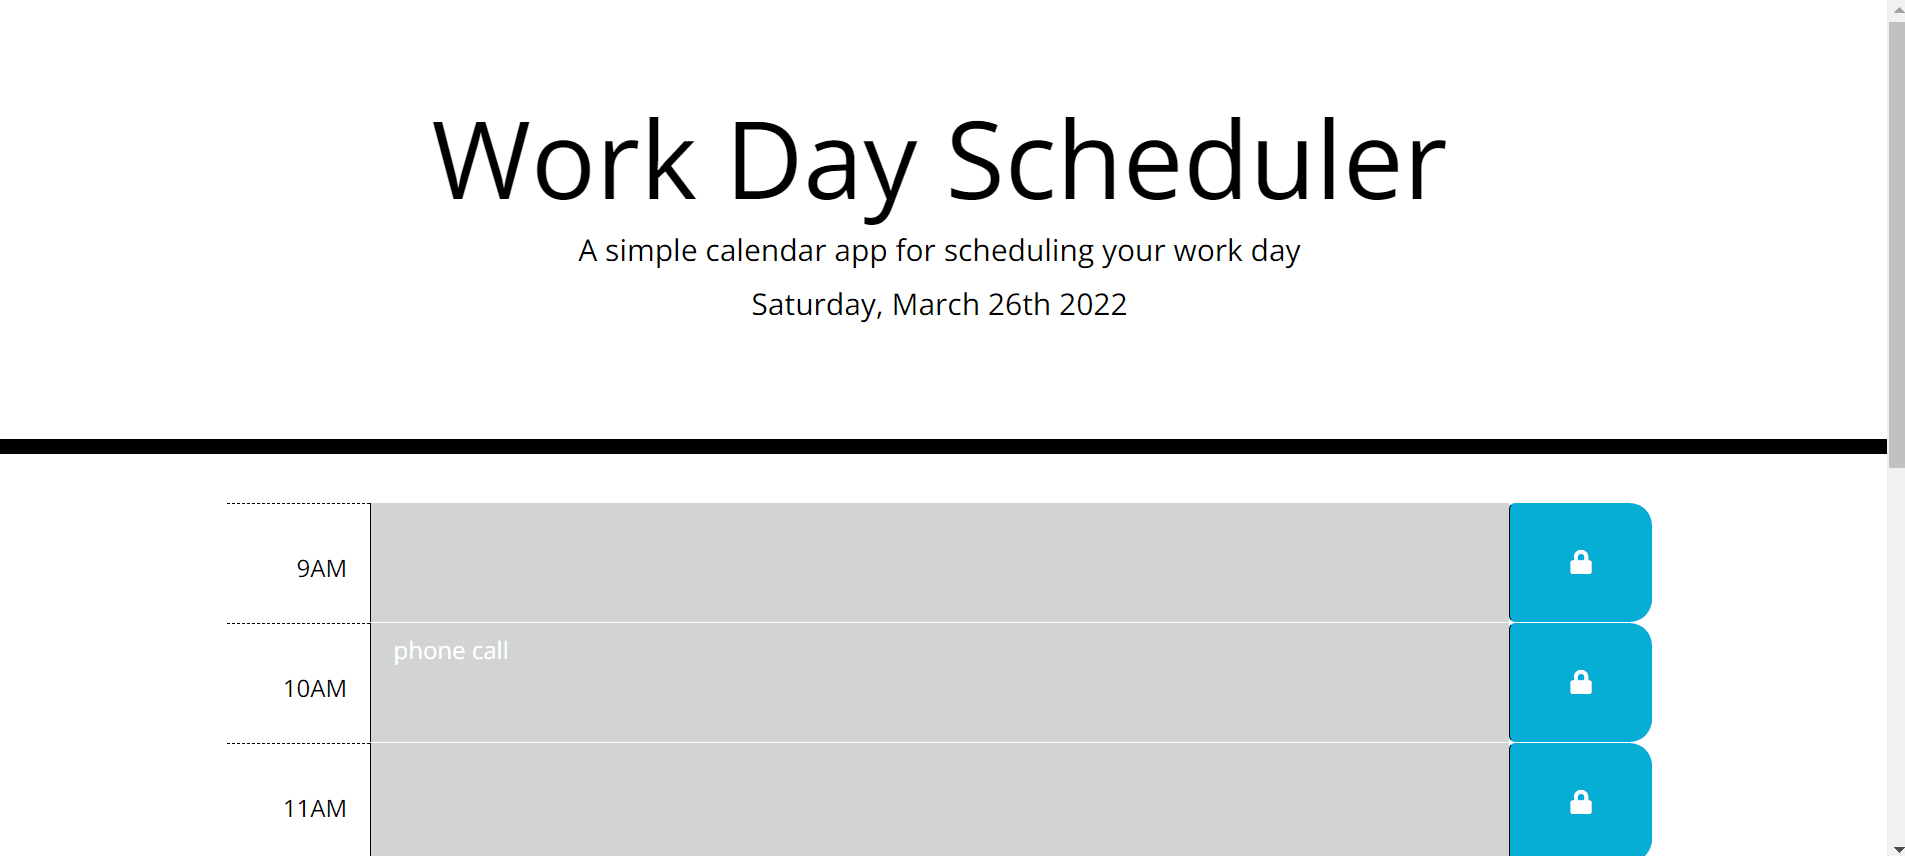 Work Day Scheduler
A simple calendar app for scheduling your work day
Saturday, March 26th 2022
9AM
phone call
10AM
11AM